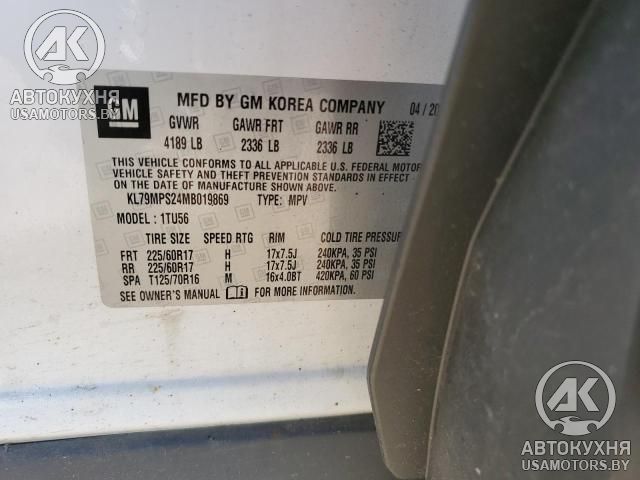 AK
АВТОКУХНЯ
USAMOTORS.BY
GM
MFD BY GM KOREA COMPANY 04 / 20
GVWR GAWR FRT GAWR RR
4189 LB 2336 LB 2336 LB
THIS VEHICLE CONFORMS TO ALL APPLICABLE U.S. FEDERAL MOTOR
VEHICLE SAFETY AND THEFT PREVENTION STANDARDS IN EFFECT
ON THE DATE OF MANUFACTURE SHOWN ABOVE.
KL79MPS24MB019869 TYPE: MPV
MODEL : 1TU56
TIRE SIZE SPEED RTG RIM COLD TIRE PRESSURE
FRT 225/60R17 H 17x7.5J 240KPA, 35 PSI
RR 225/60R17 H 17x7.5J 240KPA, 35 PSI
SPA T125/70R16 M 16x4.0BT 420KPA, 60 PSI
SEE OWNER'S MANUAL FOR MORE INFORMATION.
AK
АВТОКУХНЯ
USAMOTORS.BY